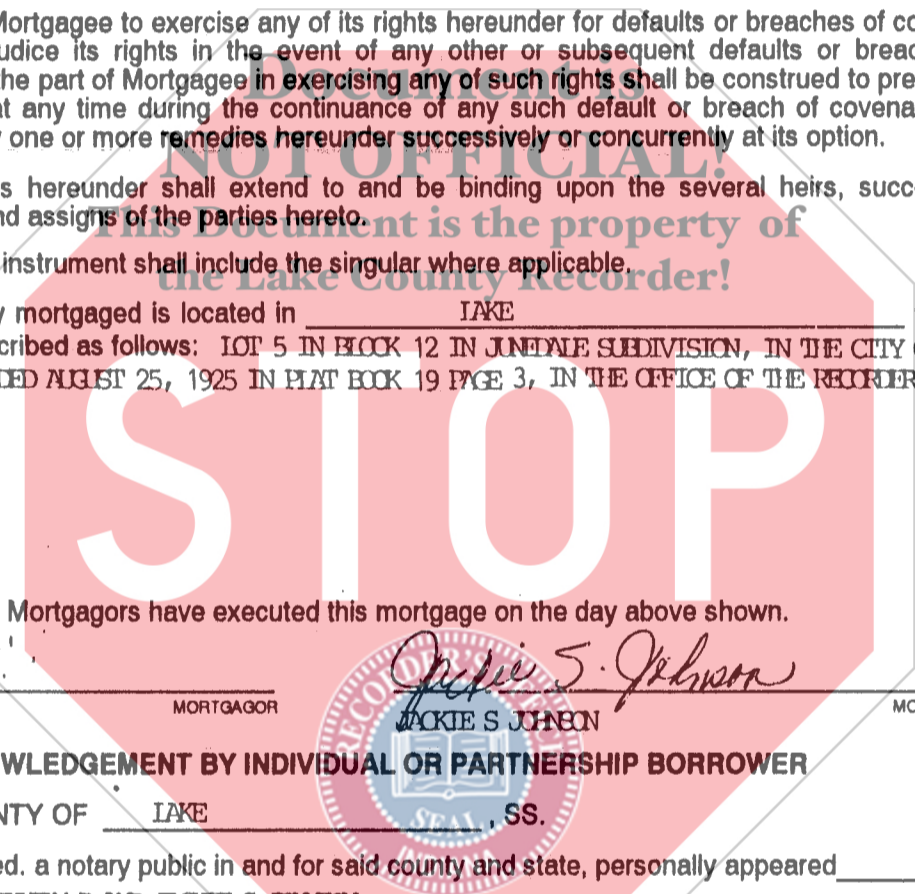 Mortgagee to exercise any of its rights hereunder for defaults or breaches of co
udice its rights in the event of any other or subsequent defaults or breac
the part of Mortgagee in exercising any of such rights shall be construed to pre
at any time during the continuance of any such default or breach of covena
one or more remedies hereunder successively or concurrently at its option.
Document is
NOT OFFICIAL!
This Document is the property of
the Lake County Recorder!
s hereunder shall extend to and be binding upon the several heirs, succ
nd assigns of the parties hereto.
instrument shall include the singular where applicable.
y mortgaged is located in LAKE
cribed as follows: LOT 5 IN BLOCK 12 IN JUNEDALE SUBDIVISION, IN THE CITY
DED AUGUST 25, 1925 IN PLAT BOOK 19 PAGE 3, IN THE OFFICE OF THE RECORDER
STOP
Mortgagors have executed this mortgage on the day above shown.
Jackie S. Johnson
MORTGAGOR
MO
JACKIE S JOHNSON
WLEDGEMENT BY INDIVIDUAL OR PARTNERSHIP BORROWER
NTY OF LAKE, SS.
RECORDER'S OFFICE
SEAL
INDIANA
ed. a notary public in and for said county and state, personally appeared